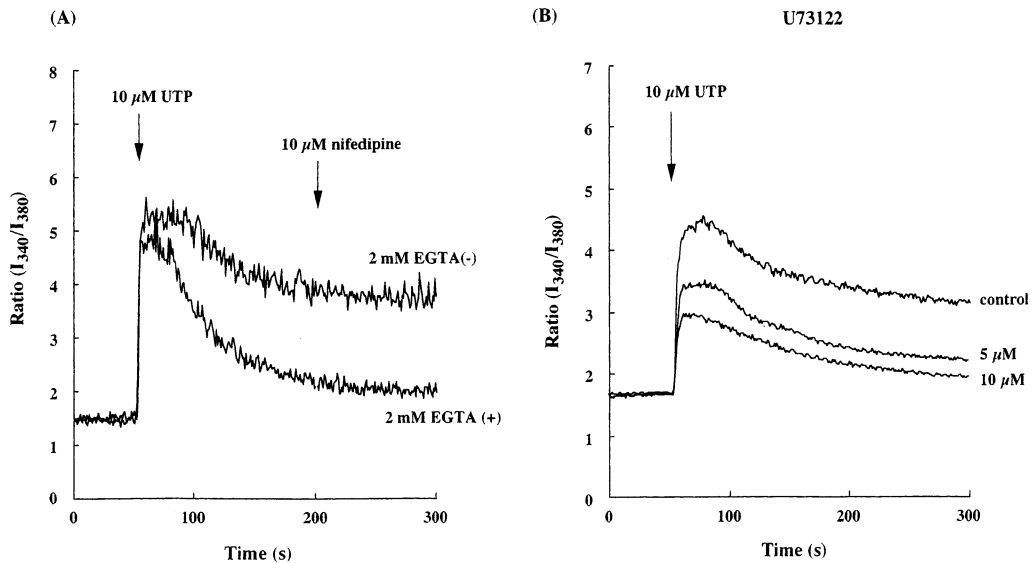 (A)
8
7
6
5
4
3
2
1
0
Ratio (I340/I380)
10 µM UTP
10 µM nifedipine
2 mM EGTA(-)
2 mM EGTA (+)
0
100
200
300
Time (s)
(B)
U73122
7
6
5
4
3
2
1
0
Ratio (I340/I380)
10 µM UTP
control
5 µM
10 µM
0
100
200
300
Time (s)